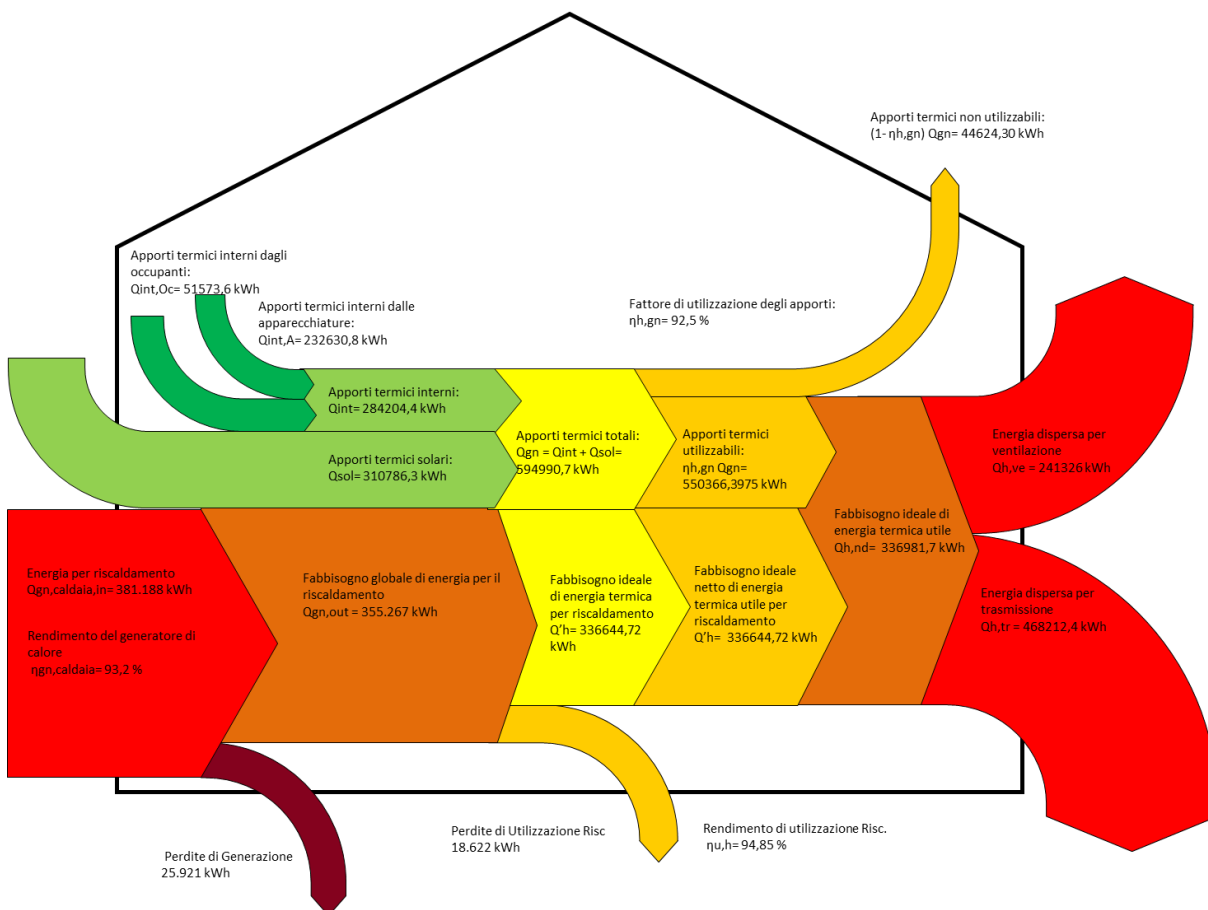 Apporti termici non utilizzabili:
(1- ηh,gn) Qgn= 44624,30 kWh
Apporti termici interni dagli
occupanti:
Qint,Oc= 51573,6 kWh
Apporti termici interni dalle
apparecchiature:
Qint,A= 232630,8 kWh
Fattore di utilizzazione degli apporti:
ηh,gn= 92,5 %
Apporti termici interni:
Qint= 284204,4 kWh
Apporti termici solari:
Qsol= 310786,3 kWh
Apporti termici totali:
Qgn = Qint + Qsol=
594990,7 kWh
Apporti termici
utilizzabili:
ηh,gn Qgn=
550366,3975 kWh
Energia dispersa per
ventilazione
Qh,ve = 241326 kWh
Fabbisogno ideale di
energia termica utile
Qh,nd= 336981,7 kWh
Energia per riscaldamento
Qgn,caldaia,in= 381.188 kWh
Rendimento del generatore di
calore
ηgn,caldaia= 93,2 %
Fabbisogno globale di energia per il
riscaldamento
Qgn,out = 355.267 kWh
Fabbisogno ideale
di energia termica
per riscaldamento
Q’h= 336644,72
kWh
Fabbisogno ideale
netto di energia
termica utile per
riscaldamento
Q’h= 336644,72 kWh
Energia dispersa per
trasmissione
Qh,tr = 468212,4 kWh
Perdite di Generazione
25.921 kWh
Perdite di Utilizzazione Risc
18.622 kWh
Rendimento di utilizzazione Risc.
ηu,h= 94,85 %